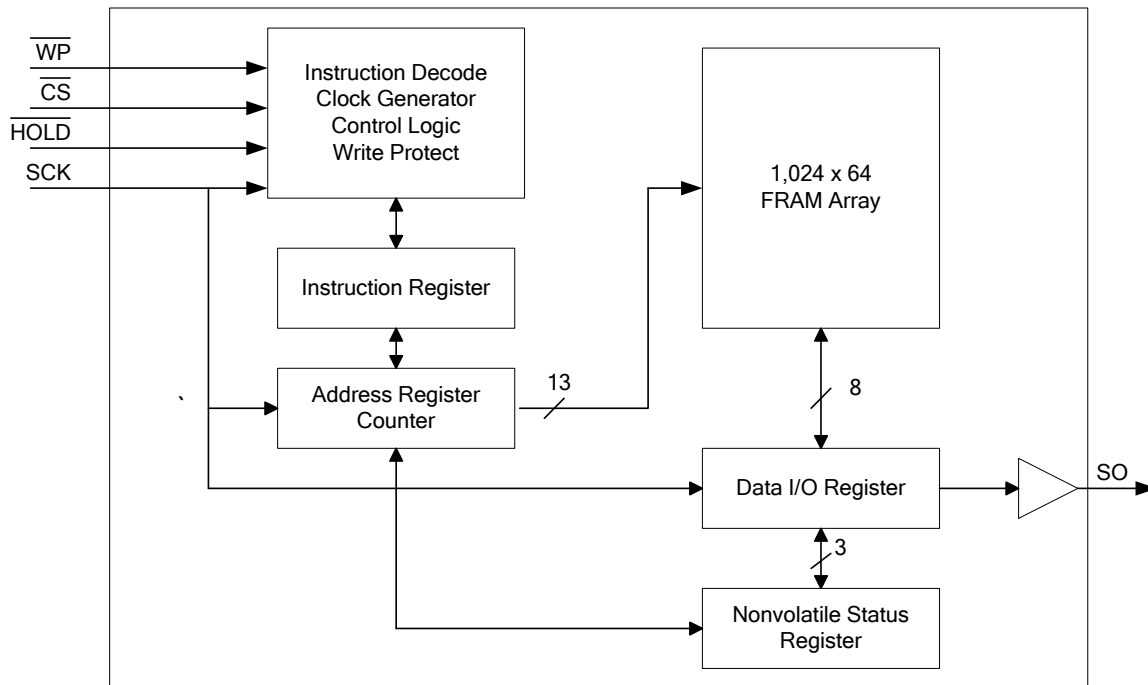 WP
CS
HOLD
SCK
Instruction Decode
Clock Generator
Control Logic
Write Protect
1,024 x 64
FRAM Array
Instruction Register
Address Register
Counter
13
8
`
Data I/O Register
SO
3
Nonvolatile Status
Register